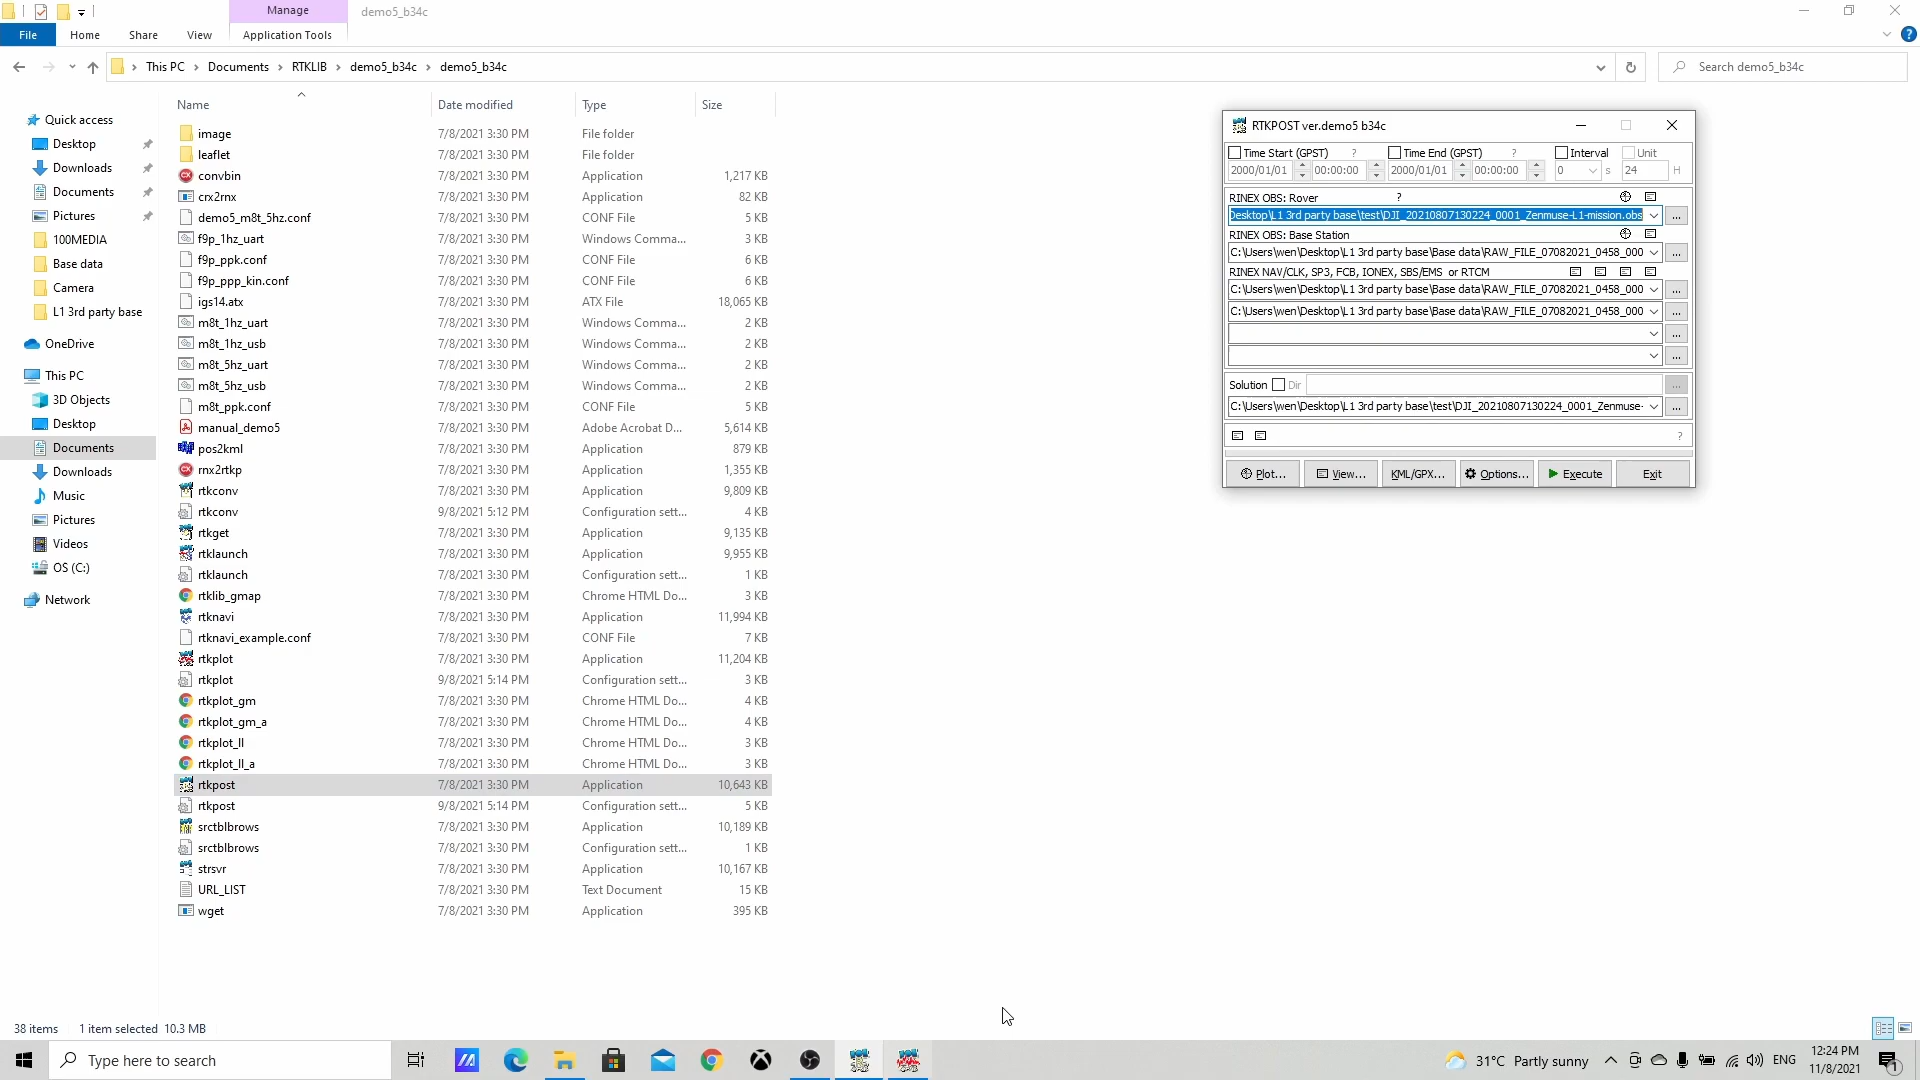 Manage
demo5_b34c
File
Home
Share
View
Application Tools
This PC
Documents
RTKLIB
demo5_b34c
demo5_b34c
Search demo5_b34c
Name
Date modified
Type
Size
Quick access
Desktop
Downloads
Documents
Pictures
100MEDIA
Base data
Camera
L1 3rd party base
OneDrive
This PC
3D Objects
Desktop
Documents
Downloads
Music
Pictures
Videos
OS (C:)
Network
image 7/8/2021 3:30 PM File folder
leaflet 7/8/2021 3:30 PM File folder
convbin 7/8/2021 3:30 PM Application 1,217 KB
crx2rnx 7/8/2021 3:30 PM Application 82 KB
demo5_m8t_5hz.conf 7/8/2021 3:30 PM CONF File 5 KB
f9p_1hz_uart 7/8/2021 3:30 PM Windows Comma... 3 KB
f9p_ppk.conf 7/8/2021 3:30 PM CONF File 6 KB
f9p_ppp_kin.conf 7/8/2021 3:30 PM CONF File 6 KB
igs14.atx 7/8/2021 3:30 PM ATX File 18,065 KB
m8t_1hz_uart 7/8/2021 3:30 PM Windows Comma... 2 KB
m8t_1hz_usb 7/8/2021 3:30 PM Windows Comma... 2 KB
m8t_5hz_uart 7/8/2021 3:30 PM Windows Comma... 2 KB
m8t_5hz_usb 7/8/2021 3:30 PM Windows Comma... 2 KB
m8t_ppk.conf 7/8/2021 3:30 PM CONF File 5 KB
manual_demo5 7/8/2021 3:30 PM Adobe Acrobat D... 5,614 KB
pos2kml 7/8/2021 3:30 PM Application 879 KB
rnx2rtkp 7/8/2021 3:30 PM Application 1,355 KB
rtkconv 7/8/2021 3:30 PM Application 9,809 KB
rtkconv 9/8/2021 5:12 PM Configuration sett... 4 KB
rtkget 7/8/2021 3:30 PM Application 9,135 KB
rtklaunch 7/8/2021 3:30 PM Application 9,955 KB
rtklaunch 7/8/2021 3:30 PM Configuration sett... 1 KB
rtklib_gmap 7/8/2021 3:30 PM Chrome HTML Do... 3 KB
rtknavi 7/8/2021 3:30 PM Application 11,994 KB
rtknavi_example.conf 7/8/2021 3:30 PM CONF File 7 KB
rtkplot 7/8/2021 3:30 PM Application 11,204 KB
rtkplot 9/8/2021 5:14 PM Configuration sett... 3 KB
rtkplot_gm 7/8/2021 3:30 PM Chrome HTML Do... 4 KB
rtkplot_gm_a 7/8/2021 3:30 PM Chrome HTML Do... 4 KB
rtkplot_ll 7/8/2021 3:30 PM Chrome HTML Do... 3 KB
rtkplot_ll_a 7/8/2021 3:30 PM Chrome HTML Do... 3 KB
rtkpost 7/8/2021 3:30 PM Application 10,643 KB
rtkpost 9/8/2021 5:14 PM Configuration sett... 5 KB
srctblbrows 7/8/2021 3:30 PM Application 10,189 KB
srctblbrows 7/8/2021 3:30 PM Configuration sett... 1 KB
strsvr 7/8/2021 3:30 PM Application 10,167 KB
URL_LIST 7/8/2021 3:30 PM Text Document 15 KB
wget 7/8/2021 3:30 PM Application 395 KB
RTKPOST ver.demo5 b34c
Time Start (GPST) ? Time End (GPST) ? Interval Unit
2000/01/01 00:00:00 2000/01/01 00:00:00 0 s 24 H
RINEX OBS: Rover ?
Desktop\L1 3rd party base\test\DJI_20210807130224_0001_Zenmuse-L1-mission.obs ...
RINEX OBS: Base Station
C:\Users\wen\Desktop\L1 3rd party base\Base data\RAW_FILE_07082021_0458_000 ...
RINEX NAV/CLK, SP3, FCB, IONEX, SBS/EMS or RTCM
C:\Users\wen\Desktop\L1 3rd party base\Base data\RAW_FILE_07082021_0458_000 ...
C:\Users\wen\Desktop\L1 3rd party base\Base data\RAW_FILE_07082021_0458_000 ...
...
...
Solution Dir ...
C:\Users\wen\Desktop\L1 3rd party base\test\DJI_20210807130224_0001_Zenmuse- ...
?
Plot... View... KML/GPX... Options... Execute Exit
38 items 1 item selected 10.3 MB
Type here to search
31°C Partly sunny
ENG
12:24 PM
11/8/2021
1